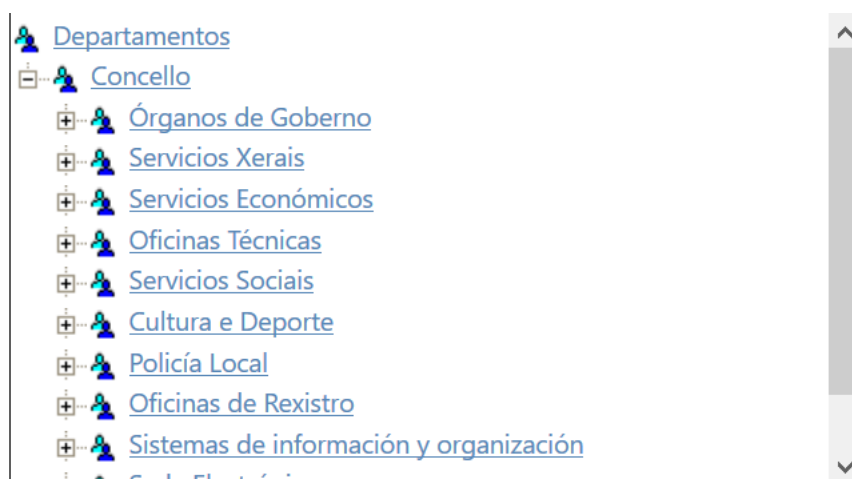 Departamentos
Concello
Órganos de Goberno
Servicios Xerais
Servicios Económicos
Oficinas Técnicas
Servicios Sociais
Cultura e Deporte
Policía Local
Oficinas de Rexistro
Sistemas de información y organización